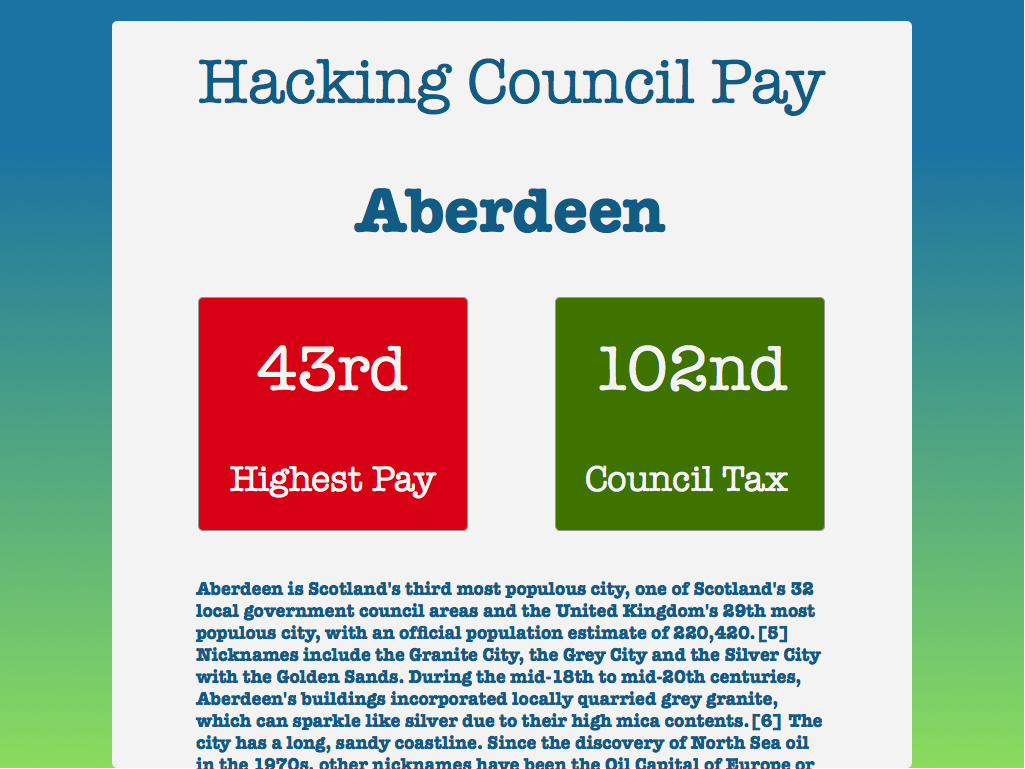 Hacking Council Pay
Aberdeen
43rd
Highest Pay
102nd
Council Tax
Aberdeen is Scotland's third most populous city, one of Scotland's 32
local government council areas and the United Kingdom's 29th most
populous city, with an official population estimate of 220,420.[5]
Nicknames include the Granite City, the Grey City and the Silver City
with the Golden Sands. During the mid-18th to mid-20th centuries,
Aberdeen's buildings incorporated locally quarried grey granite,
which can sparkle like silver due to their high mica contents.[6] The
city has a long, sandy coastline. Since the discovery of North Sea oil
in the 1970s, other nicknames have been the Oil Capital of Europe or